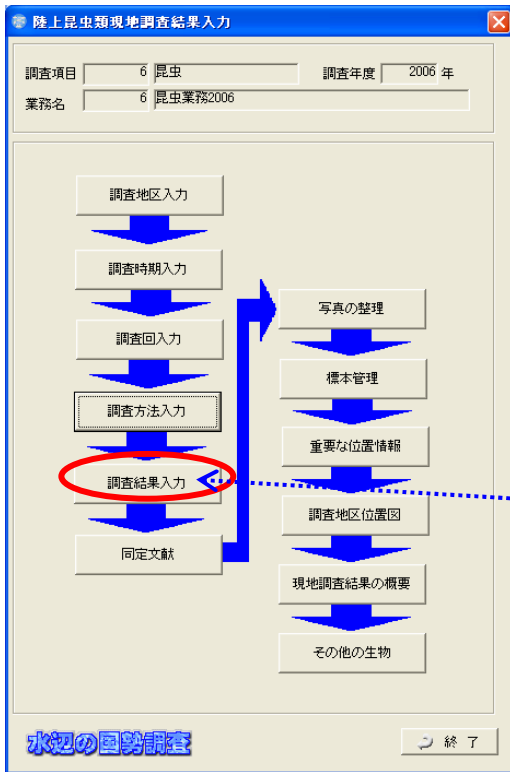 陸上昆虫類現地調査結果入力
調査項目 6 昆虫 調査年度 2006 年
業務名 6 昆虫業務2006
調査地区入力
調査時期入力
調査回入力
調査方法入力
調査結果入力
同定文献
写真の整理
標本管理
重要な位置情報
調査地区位置図
現地調査結果の概要
その他の生物
水辺の国勢調査
終 了